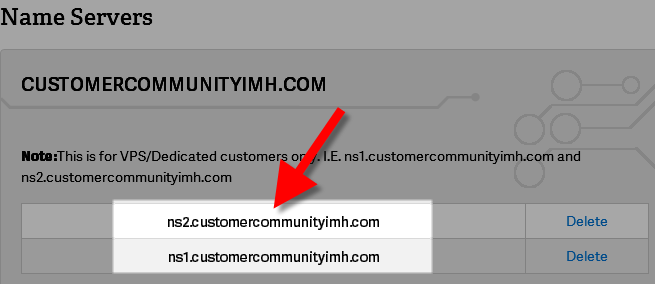 Name Servers
CUSTOMERCOMMUNITYIMH.COM
Note:This is for VPS/Dedicated customers only. I.E. ns1.customercommunityimh.com and
ns2.customercommunityimh.com
ns2.customercommunityimh.com Delete
ns1.customercommunityimh.com Delete